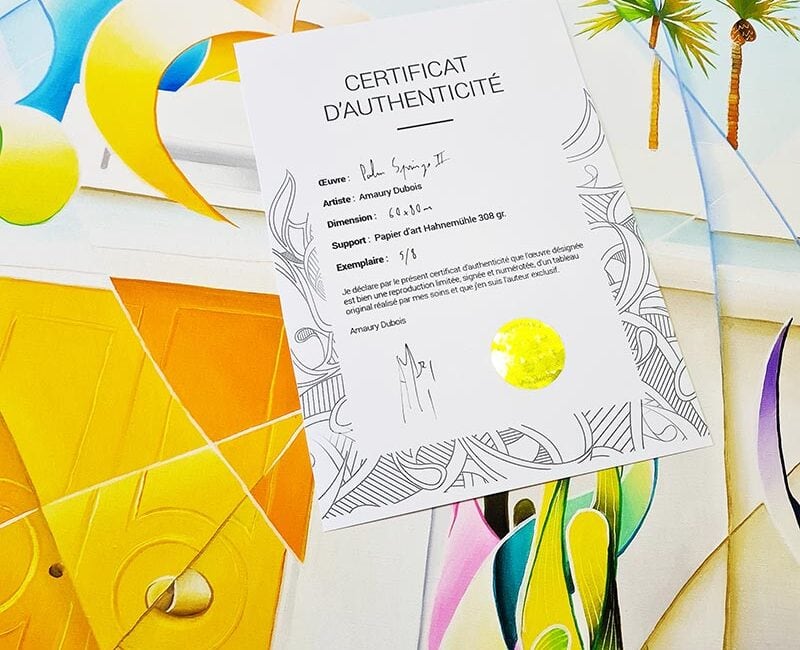 CERTIFICAT
D'AUTHENTICITÉ
Œuvre : Palm Springs II
Artiste : Amaury Dubois
Dimension : 60x80cm
Support : Papier d'art Hahnemühle 308 gr.
Exemplaire : 5/8
Je déclare par le présent certificat d'authenticité que l'œuvre désignée
est bien une reproduction limitée, signée et numérotée, d'un tableau
original réalisé par mes soins et que j'en suis l'auteur exclusif.
Amaury Dubois